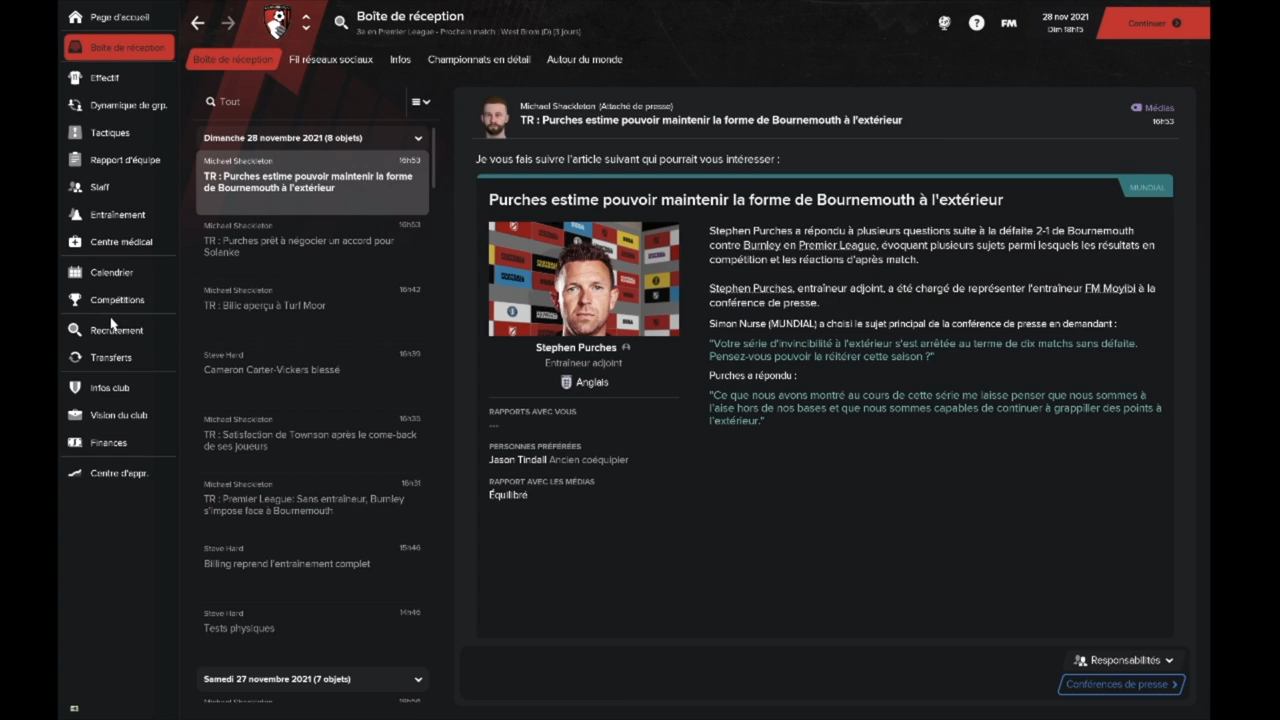 Page d'accueil
Boîte de réception
Effectif
Dynamique de grp.
Tactiques
Rapport d'équipe
Staff
Entraînement
Centre médical
Calendrier
Compétitions
Recrutement
Transferts
Infos club
Vision du club
Finances
Centre d'appr.
Boîte de réception
3e en Premier League - Prochain match : West Brom (D) (3 jours)
FM
28 nov 2021
Dim 18h15
Continuer
Boîte de réception
Fil réseaux sociaux
Infos
Championnats en détail
Autour du monde
Tout
Dimanche 28 novembre 2021 (8 objets)
Michael Shackleton 16h53
TR : Purches estime pouvoir maintenir la forme
de Bournemouth à l'extérieur
Michael Shackleton 16h53
TR : Purches prêt à négocier un accord pour
Solanke
Michael Shackleton 16h42
TR : Bilic aperçu à Turf Moor
Steve Hard 16h39
Cameron Carter-Vickers blessé
Michael Shackleton 16h35
TR : Satisfaction de Townson après le come-back
de ses joueurs
Michael Shackleton 16h31
TR : Premier League: Sans entraîneur, Burnley
s'impose face à Bournemouth
Steve Hard 15h46
Billing reprend l'entraînement complet
Steve Hard 14h46
Tests physiques
Samedi 27 novembre 2021 (7 objets)
Michael Shackleton (Attaché de presse)
TR : Purches estime pouvoir maintenir la forme de Bournemouth à l'extérieur
Médias
16h53
Je vous fais suivre l'article suivant qui pourrait vous intéresser :
MUNDIAL
Purches estime pouvoir maintenir la forme de Bournemouth à l'extérieur
Stephen Purches
Entraîneur adjoint
Anglais
RAPPORTS AVEC VOUS
---
PERSONNES PRÉFÉRÉES
Jason Tindall Ancien coéquipier
RAPPORT AVEC LES MÉDIAS
Équilibré
Stephen Purches a répondu à plusieurs questions suite à la défaite 2-1 de Bournemouth
contre Burnley en Premier League, évoquant plusieurs sujets parmi lesquels les résultats en
compétition et les réactions d'après match.
Stephen Purches, entraîneur adjoint, a été chargé de représenter l'entraîneur FM Moyibi à la
conférence de presse.
Simon Nurse (MUNDIAL) a choisi le sujet principal de la conférence de presse en demandant :
"Votre série d'invincibilité à l'extérieur s'est arrêtée au terme de dix matchs sans défaite.
Pensez-vous pouvoir la réitérer cette saison ?"
Purches a répondu :
"Ce que nous avons montré au cours de cette série me laisse penser que nous sommes à
l'aise hors de nos bases et que nous sommes capables de continuer à grappiller des points à
l'extérieur."
Responsabilités
Conférences de presse